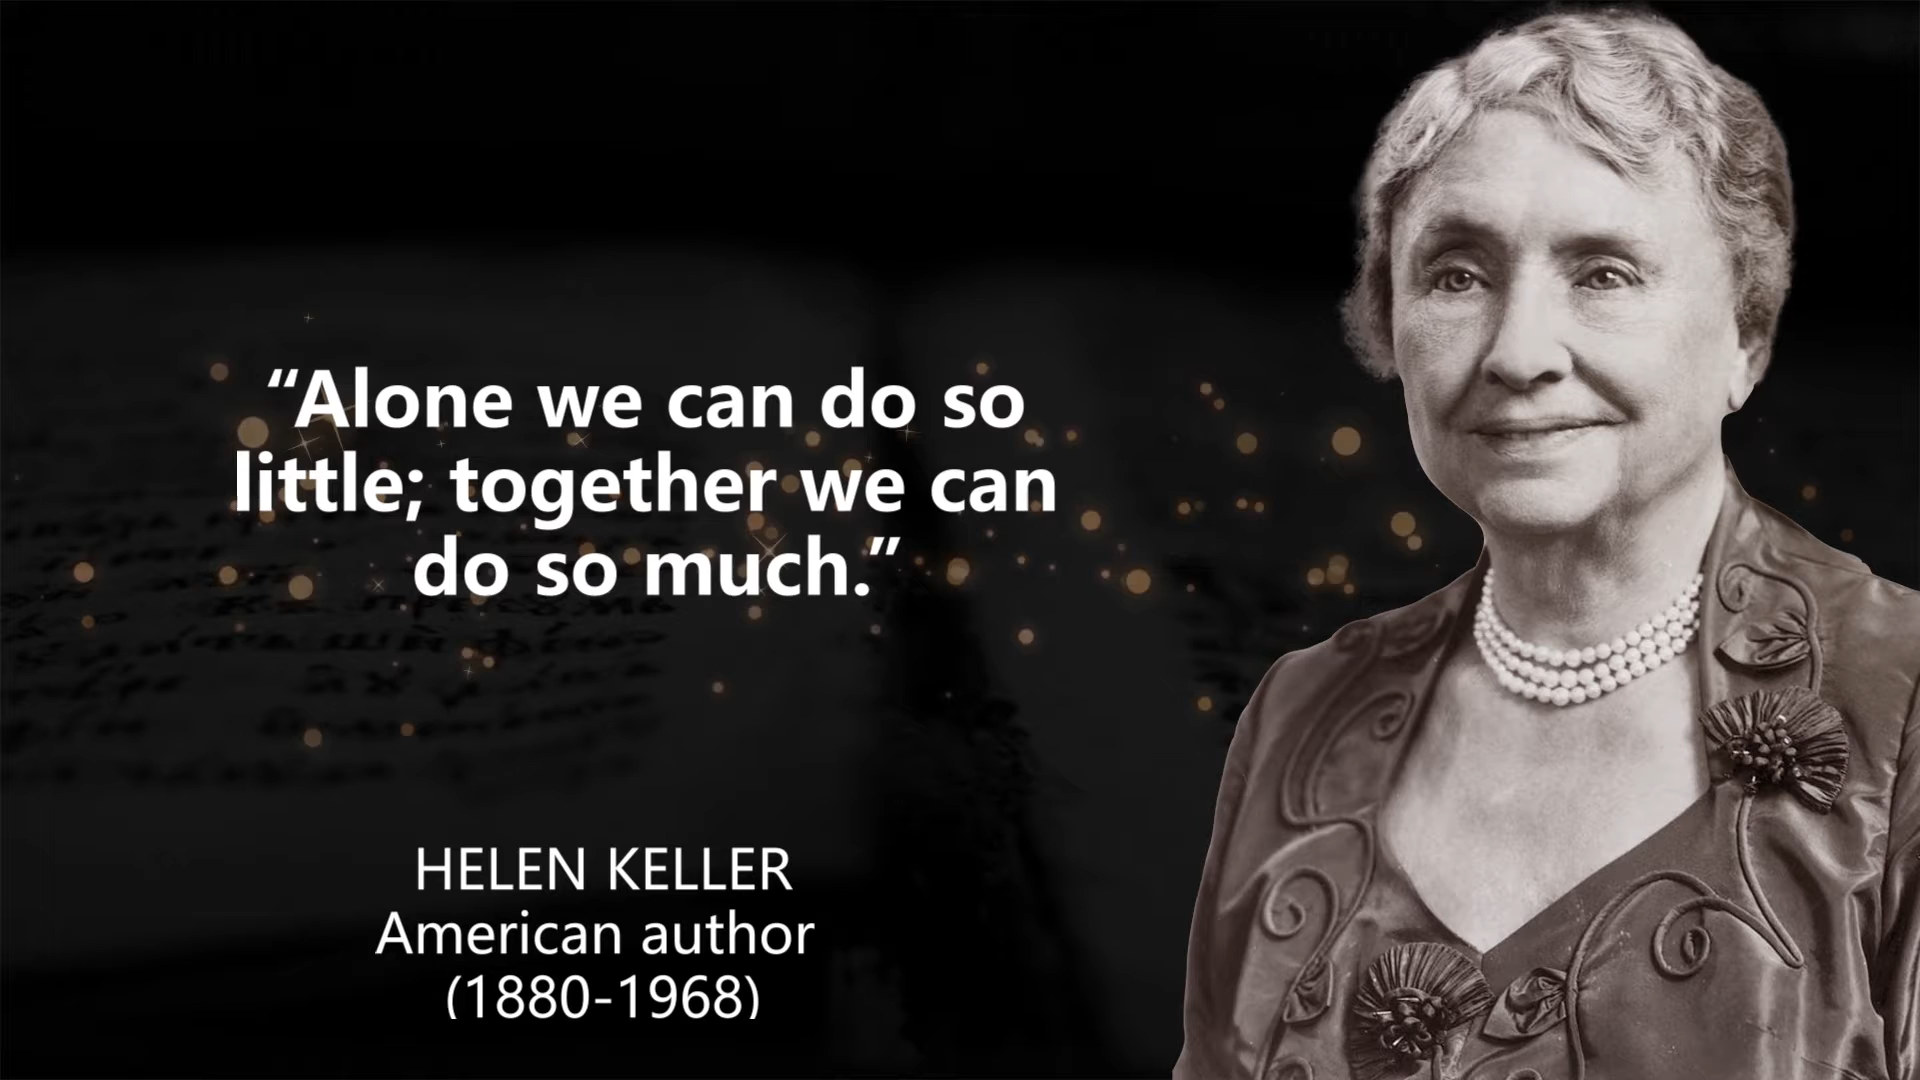 “Alone we can do so
little; together we can
do so much.”
HELEN KELLER
American author
(1880-1968)